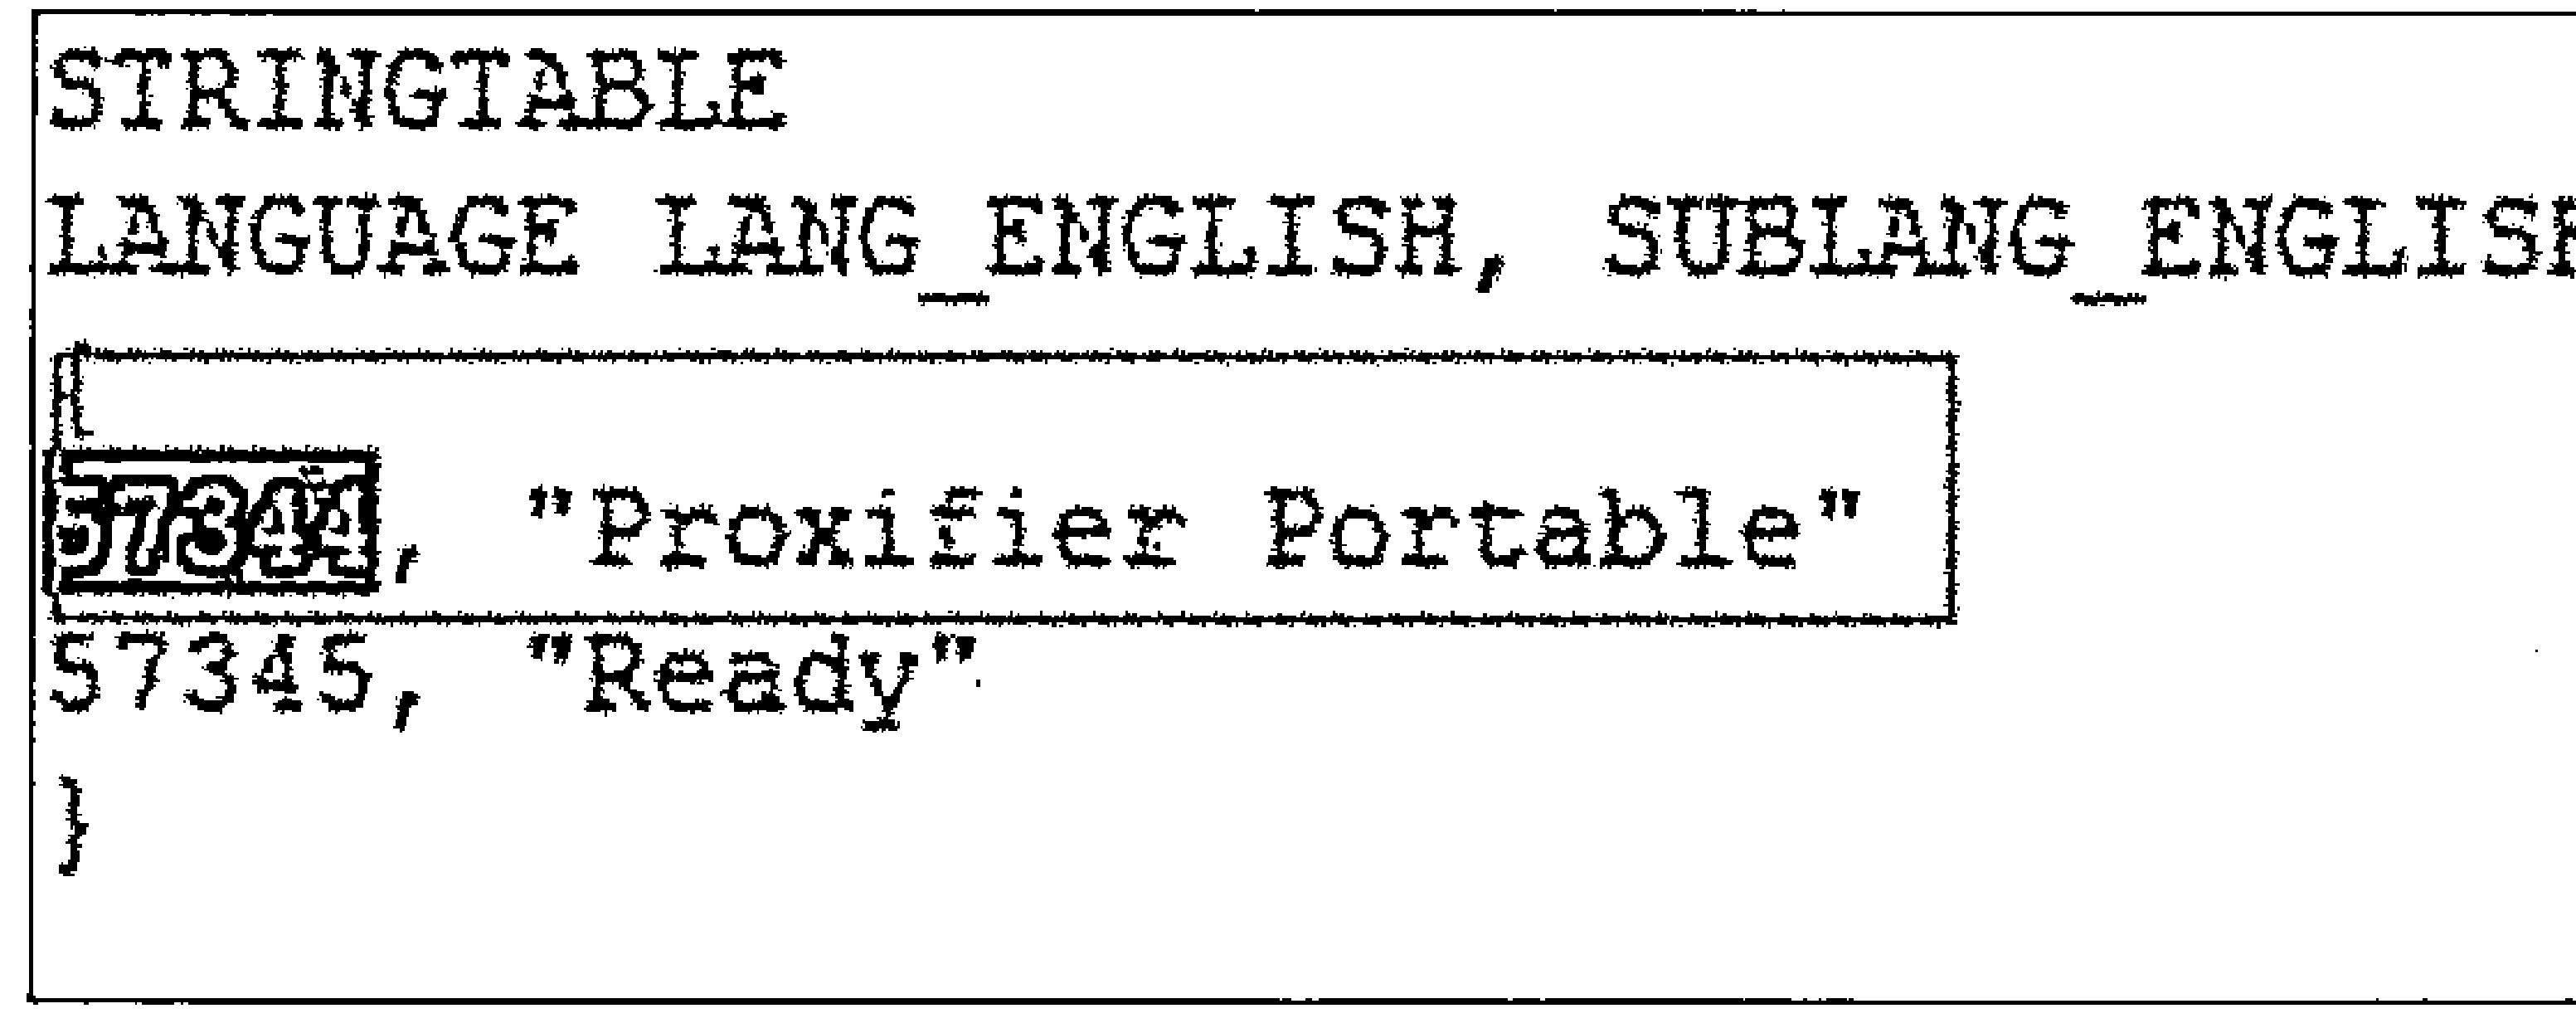 STRINGTABLE
LANGUAGE LANG_ENGLISH, SUBLANG_ENGLISH
{
57344, "Proxifier Portable"
57345, "Ready"
}